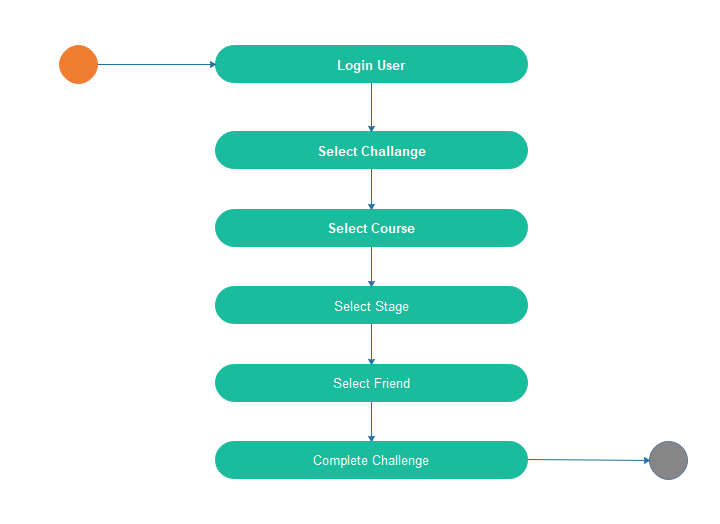 Login User
Select Challange
Select Course
Select Stage
Select Friend
Complete Challenge